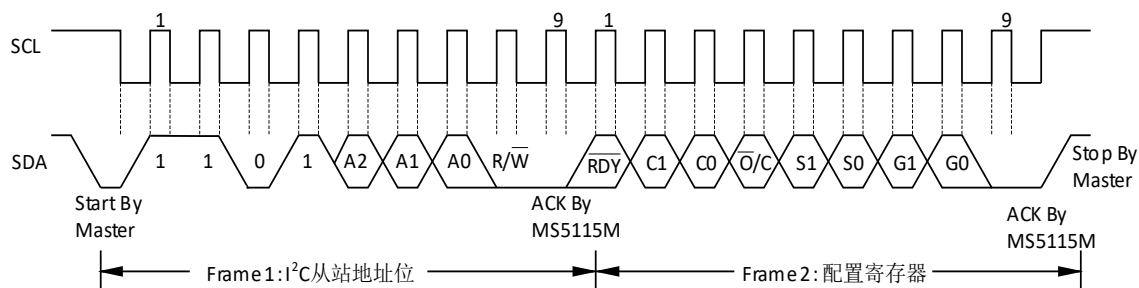 1 9 1 9
SCL
SDA 1 1 0 1 A2 A1 A0 R/W̅ R̅D̅Y̅ C1 C0 O̅/C S1 S0 G1 G0 Stop By
Master
Start By
Master
ACK By
MS5115M
ACK By
MS5115M
Frame 1: I²C从站地址位 Frame 2: 配置寄存器